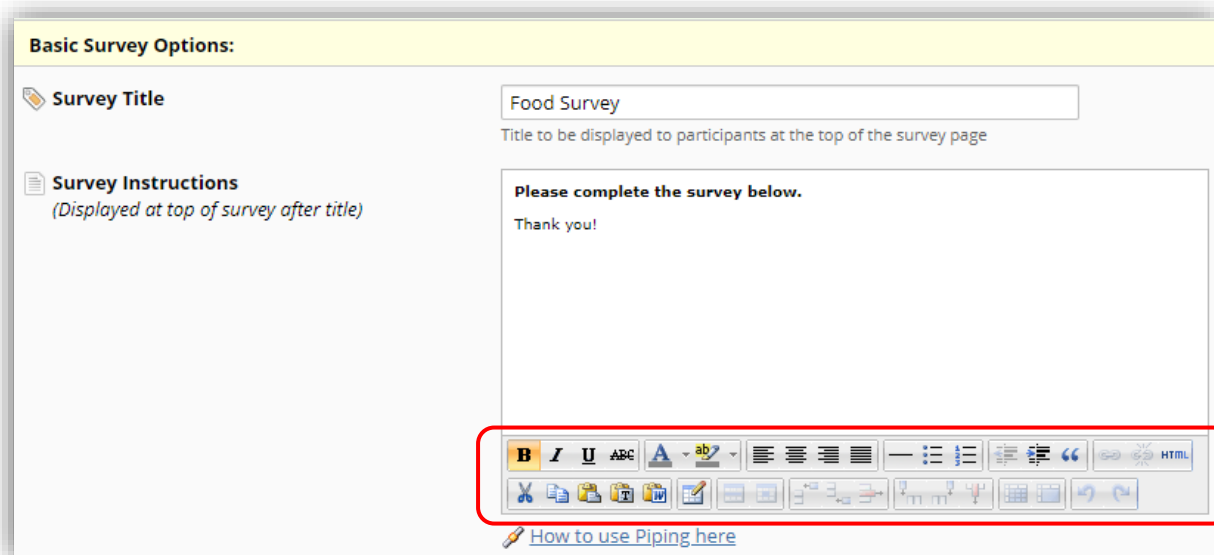 Basic Survey Options:
Survey Title
Food Survey
Title to be displayed to participants at the top of the survey page
Survey Instructions
(Displayed at top of survey after title)
Please complete the survey below.
Thank you!
B I U ABC A ab HTML
T W
How to use Piping here